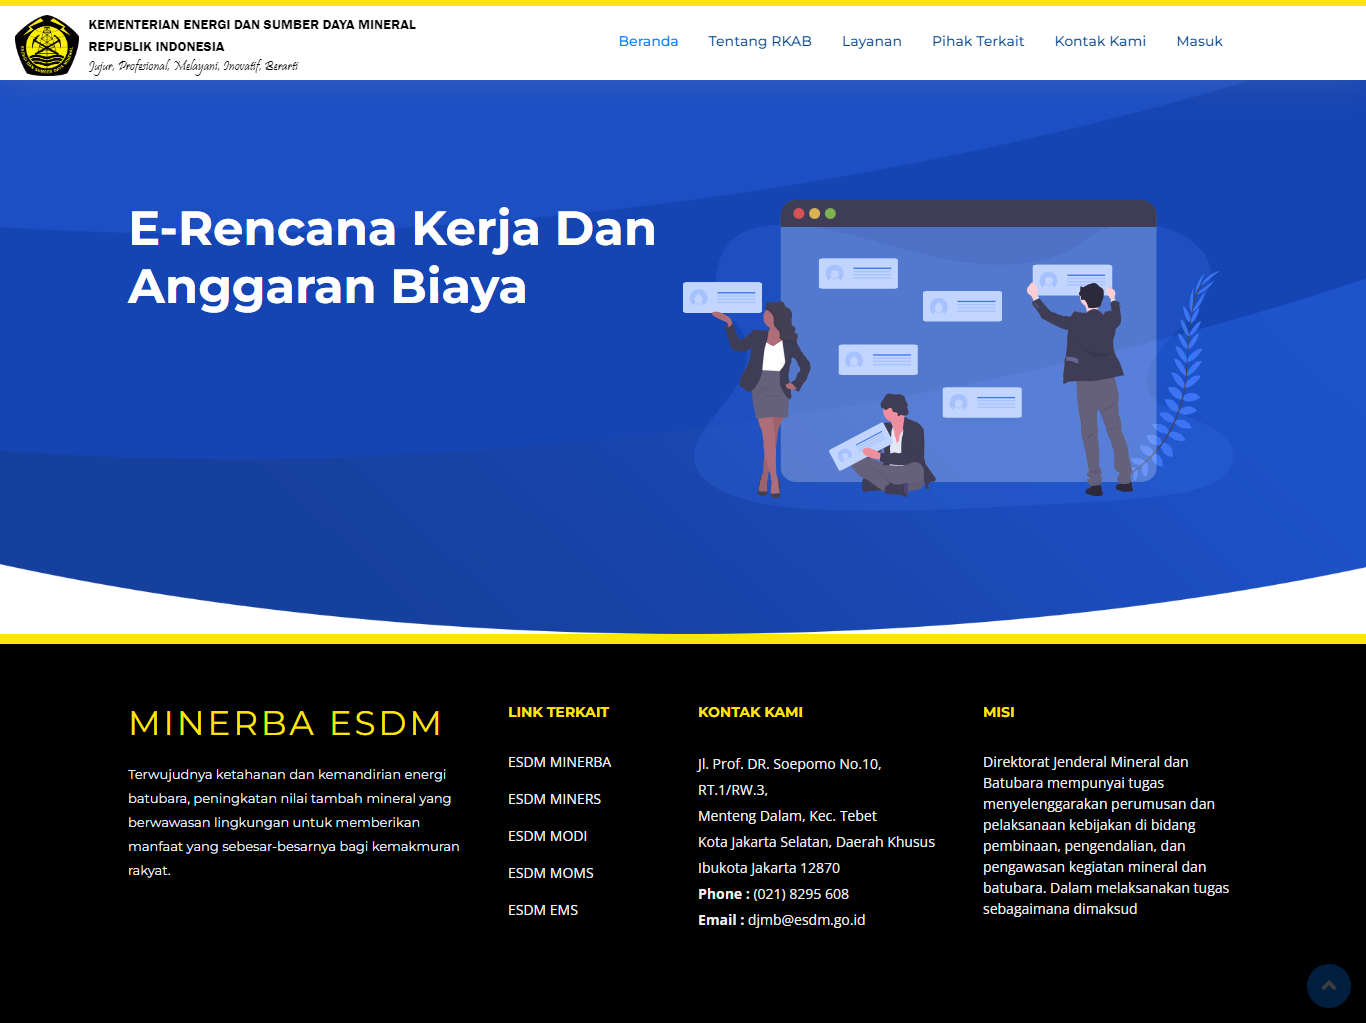 KEMENTERIAN ENERGI DAN SUMBER DAYA MINERAL
REPUBLIK INDONESIA
Jujur, Profesional, Melayani, Inovatif, Berarti
Beranda
Tentang RKAB
Layanan
Pihak Terkait
Kontak Kami
Masuk
E-Rencana Kerja Dan
Anggaran Biaya
MINERBA ESDM
Terwujudnya ketahanan dan kemandirian energi
batubara, peningkatan nilai tambah mineral yang
berwawasan lingkungan untuk memberikan
manfaat yang sebesar-besarnya bagi kemakmuran
rakyat.
LINK TERKAIT
ESDM MINERBA
ESDM MINERS
ESDM MODI
ESDM MOMS
ESDM EMS
KONTAK KAMI
Jl. Prof. DR. Soepomo No.10,
RT.1/RW.3,
Menteng Dalam, Kec. Tebet
Kota Jakarta Selatan, Daerah Khusus
Ibukota Jakarta 12870
Phone : (021) 8295 608
Email : djmb@esdm.go.id
MISI
Direktorat Jenderal Mineral dan
Batubara mempunyai tugas
menyelenggarakan perumusan dan
pelaksanaan kebijakan di bidang
pembinaan, pengendalian, dan
pengawasan kegiatan mineral dan
batubara. Dalam melaksanakan tugas
sebagaimana dimaksud